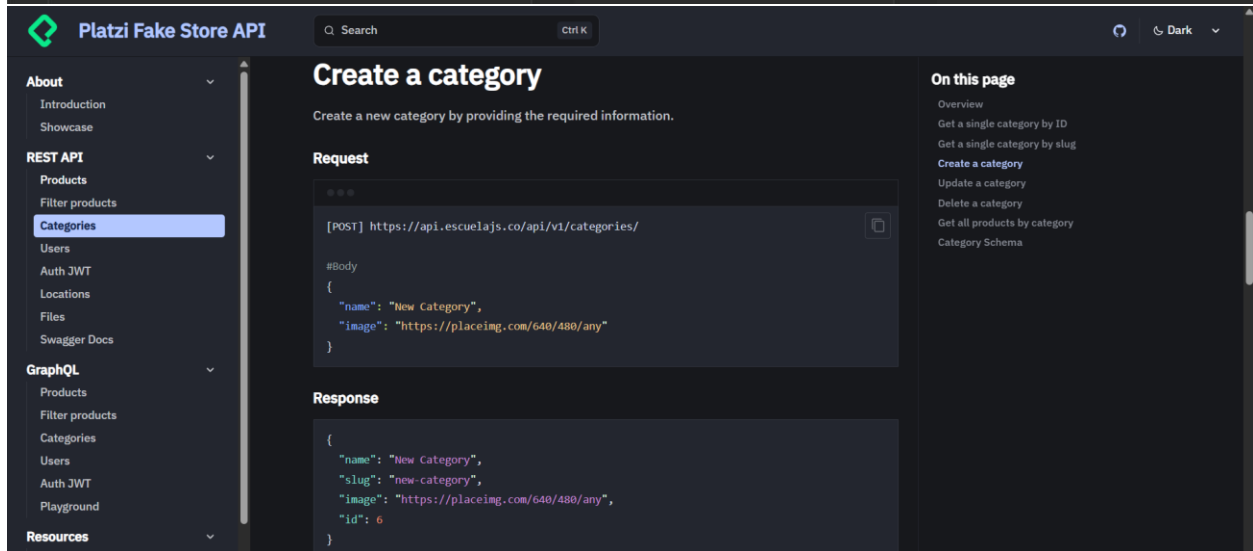 Platzi Fake Store API
Search
Ctrl K
Dark
About
Introduction
Showcase
REST API
Products
Filter products
Categories
Users
Auth JWT
Locations
Files
Swagger Docs
GraphQL
Products
Filter products
Categories
Users
Auth JWT
Playground
Resources
Create a category
Create a new category by providing the required information.
Request
[POST] https://api.escuelajs.co/api/v1/categories/
#Body
{
"name": "New Category",
"image": "https://placeimg.com/640/480/any"
}
Response
{
"name": "New Category",
"slug": "new-category",
"image": "https://placeimg.com/640/480/any",
"id": 6
}
On this page
Overview
Get a single category by ID
Get a single category by slug
Create a category
Update a category
Delete a category
Get all products by category
Category Schema